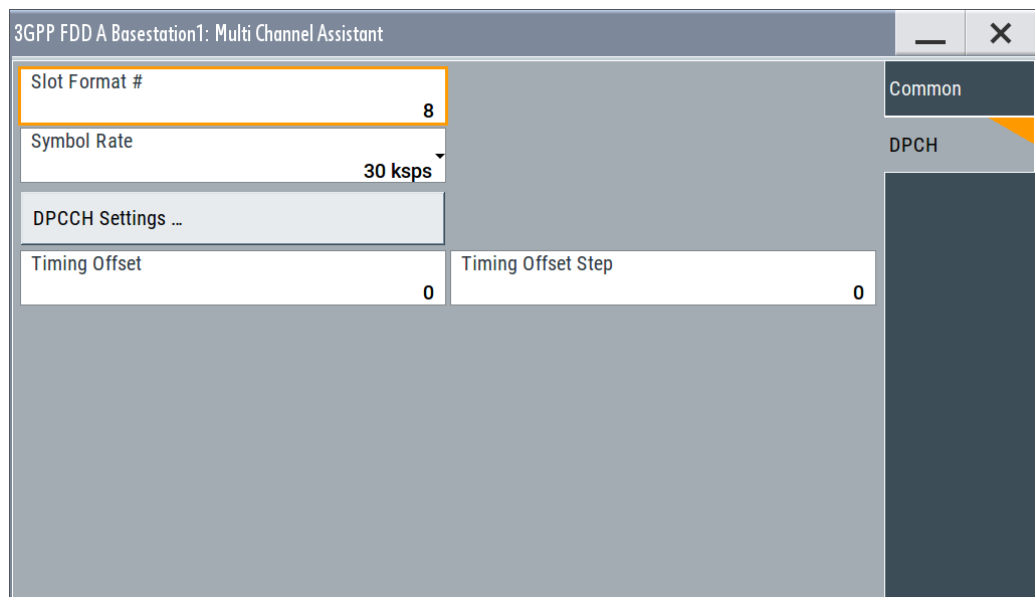 3GPP FDD A Basestation1: Multi Channel Assistant
Slot Format #
8
Common
Symbol Rate
30 ksps
DPCH
DPCCH Settings ...
Timing Offset
0
Timing Offset Step
0